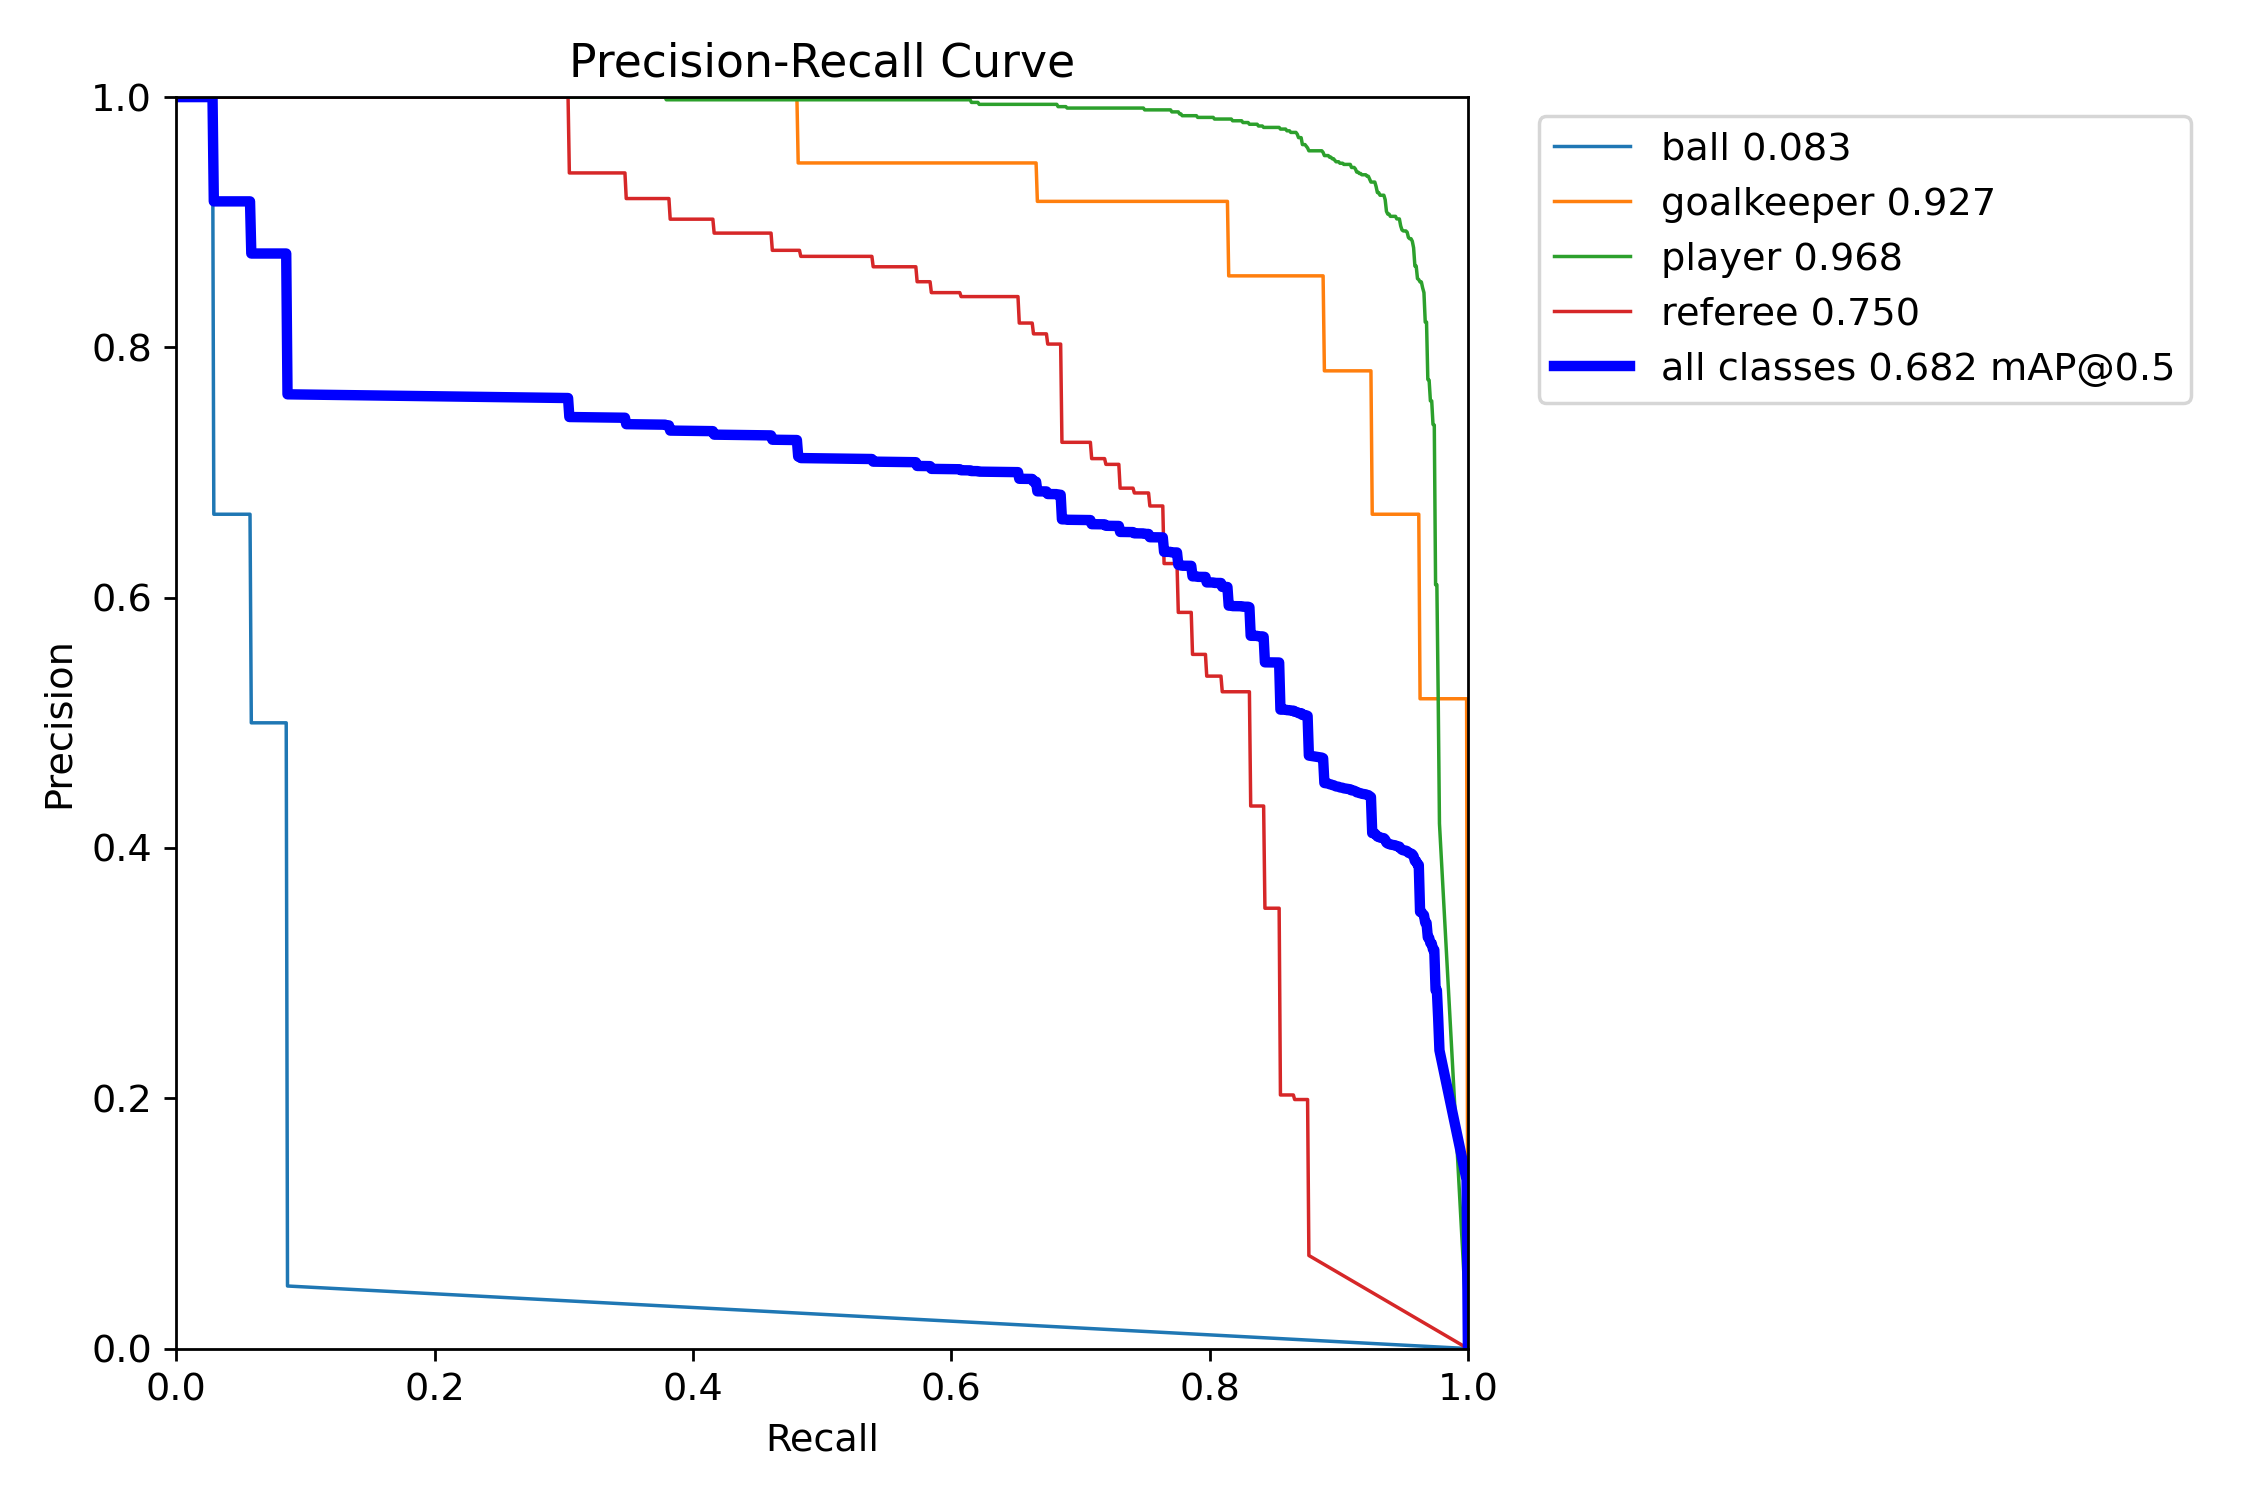 Precision-Recall Curve
1.0
0.8
0.6
0.4
0.2
0.0
Precision
0.0 0.2 0.4 0.6 0.8 1.0
Recall
ball 0.083
goalkeeper 0.927
player 0.968
referee 0.750
all classes 0.682 mAP@0.5